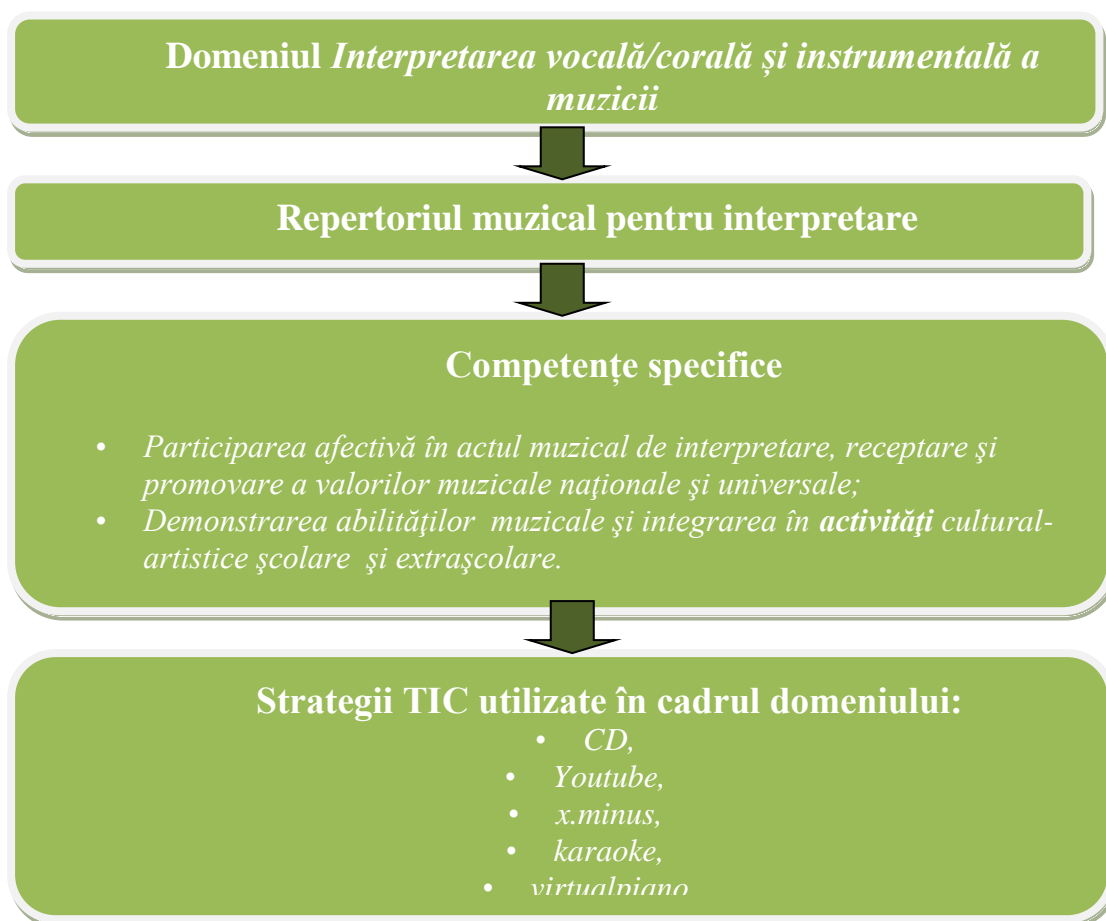 Domeniul Interpretarea vocală/corală și instrumentală a
muzicii
Repertoriul muzical pentru interpretare
Competențe specifice
• Participarea afectivă în actul muzical de interpretare, receptare şi
promovare a valorilor muzicale naţionale şi universale;
• Demonstrarea abilităţilor muzicale şi integrarea în activităţi cultural-
artistice şcolare şi extraşcolare.
Strategii TIC utilizate în cadrul domeniului:
• CD,
• Youtube,
• x.minus,
• karaoke,
• virtualpiano